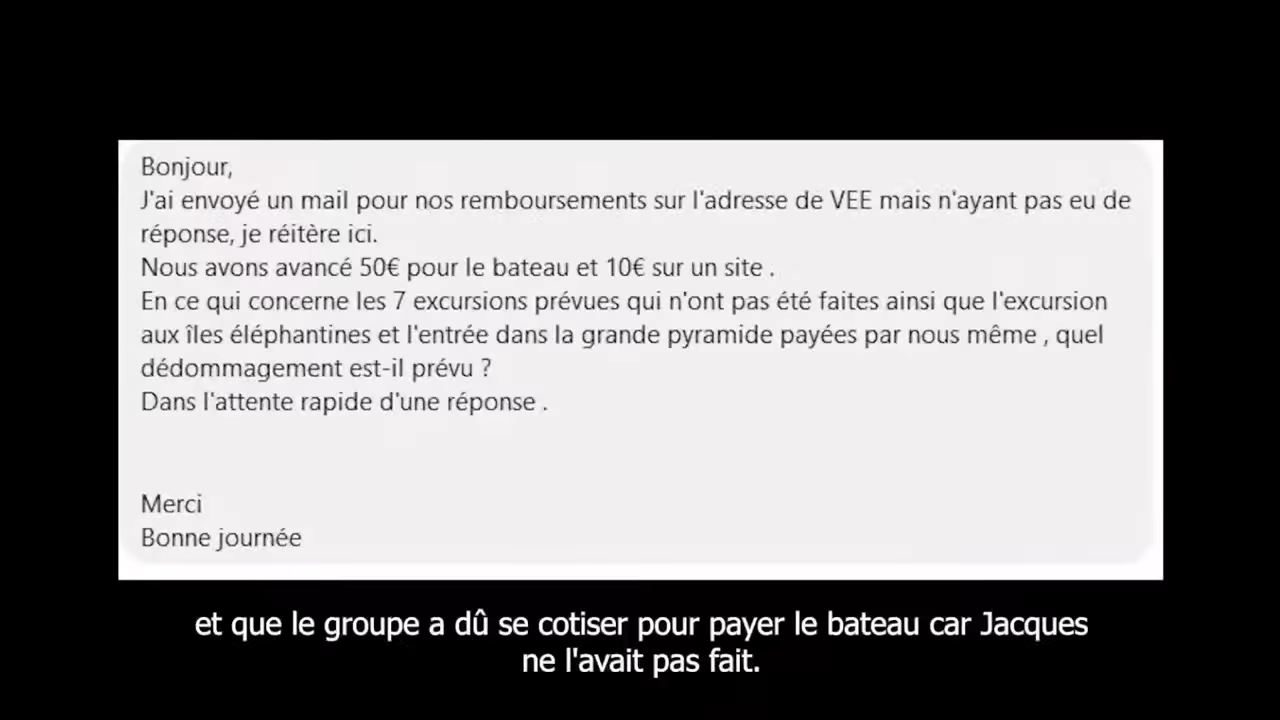 Bonjour,
J'ai envoyé un mail pour nos remboursements sur l'adresse de VEE mais n'ayant pas eu de
réponse, je réitère ici.
Nous avons avancé 50€ pour le bateau et 10€ sur un site .
En ce qui concerne les 7 excursions prévues qui n'ont pas été faites ainsi que l'excursion
aux îles éléphantines et l'entrée dans la grande pyramide payées par nous même , quel
dédommagement est-il prévu ?
Dans l'attente rapide d'une réponse .
Merci
Bonne journée
et que le groupe a dû se cotiser pour payer le bateau car Jacques
ne l'avait pas fait.